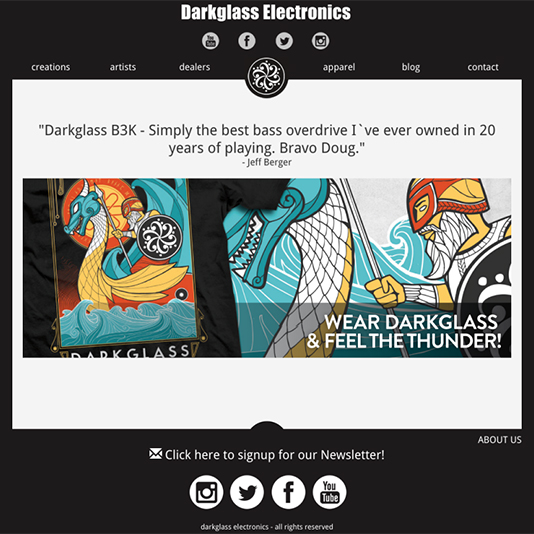 Darkglass Electronics
You Tube
creations artists dealers apparel blog contact
"Darkglass B3K - Simply the best bass overdrive I`ve ever owned in 20
years of playing. Bravo Doug."
- Jeff Berger
DARKGLASS
WEAR DARKGLASS
& FEEL THE THUNDER!
ABOUT US
Click here to signup for our Newsletter!
You
Tube
darkglass electronics - all rights reserved